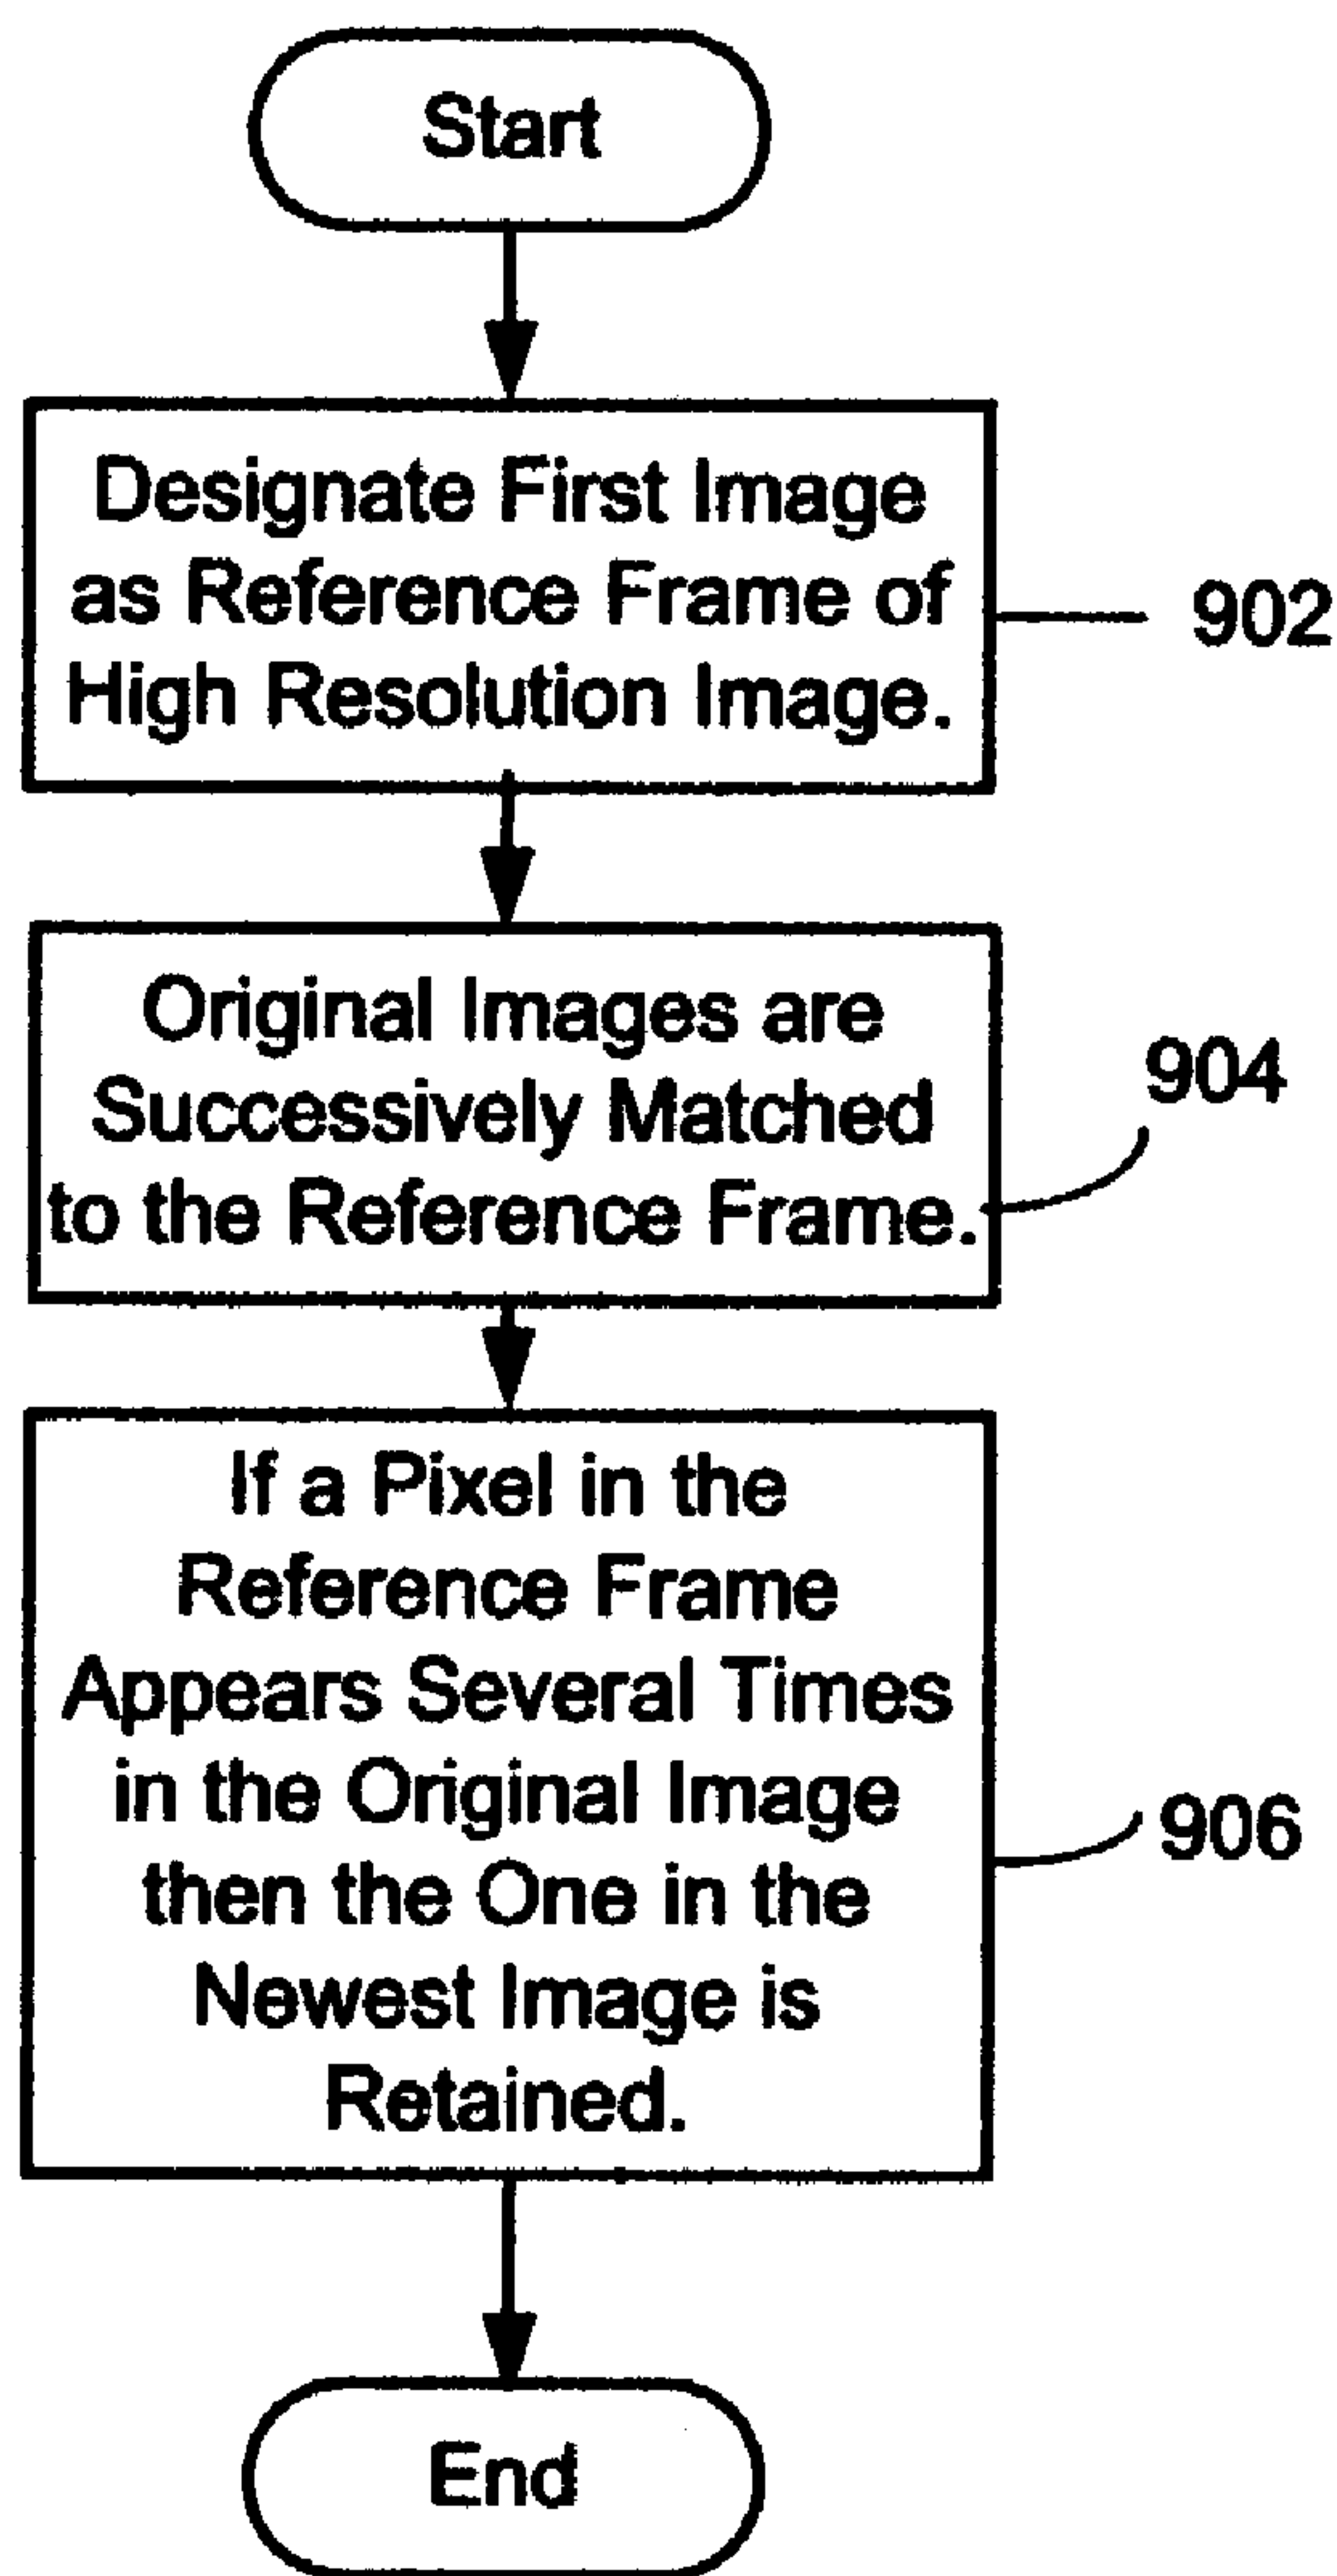 Start
Designate First Image
as Reference Frame of
High Resolution Image.
902
Original Images are
Successively Matched
to the Reference Frame.
904
If a Pixel in the
Reference Frame
Appears Several Times
in the Original Image
then the One in the
Newest Image is
Retained.
906
End